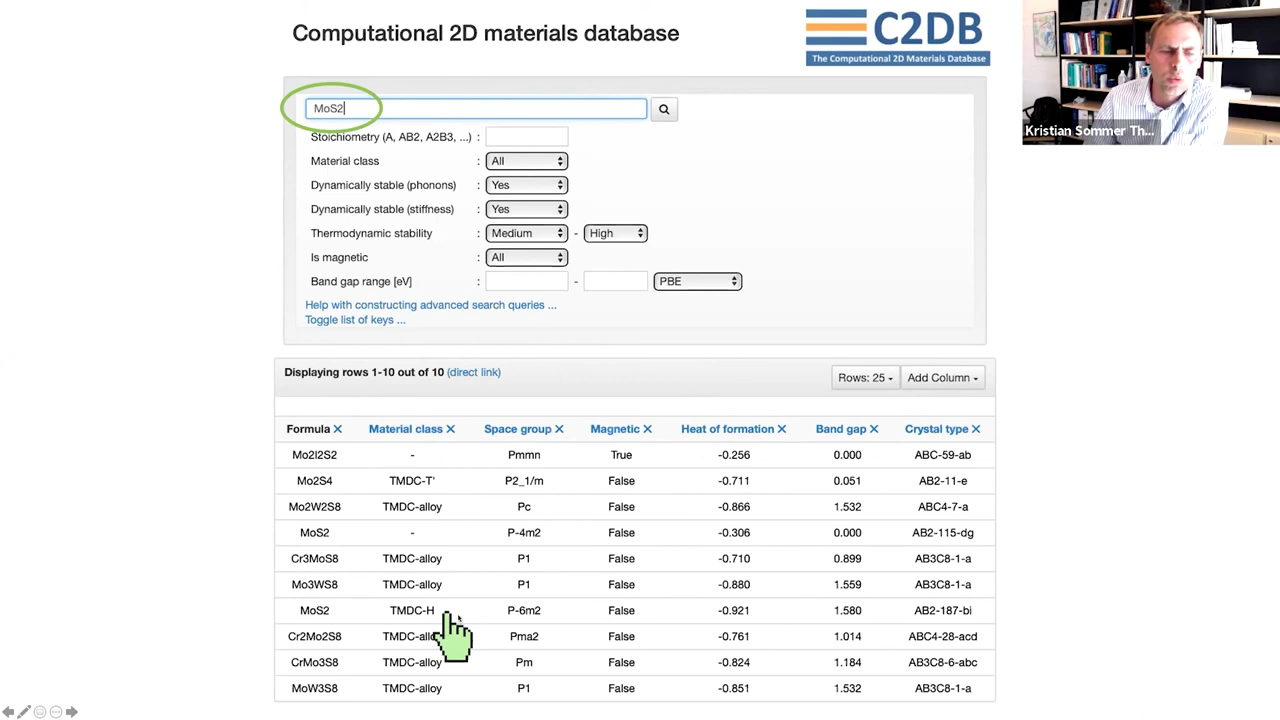 Computational 2D materials database
C2DB
The Computational 2D Materials Database
Kristian Sommer Th...
MoS2
Stoichiometry (A, AB2, A2B3, ...) :
Material class : All
Dynamically stable (phonons) : Yes
Dynamically stable (stiffness) : Yes
Thermodynamic stability : Medium - High
Is magnetic : All
Band gap range [eV] : - PBE
Help with constructing advanced search queries ...
Toggle list of keys ...
Displaying rows 1-10 out of 10 (direct link) Rows: 25 Add Column
Formula Material class Space group Magnetic Heat of formation Band gap Crystal type
Mo2I2S2 - Pmmn True -0.256 0.000 ABC-59-ab
Mo2S4 TMDC-T' P2_1/m False -0.711 0.051 AB2-11-e
Mo2W2S8 TMDC-alloy Pc False -0.866 1.532 ABC4-7-a
MoS2 - P-4m2 False -0.306 0.000 AB2-115-dg
Cr3MoS8 TMDC-alloy P1 False -0.710 0.899 AB3C8-1-a
Mo3WS8 TMDC-alloy P1 False -0.880 1.559 AB3C8-1-a
MoS2 TMDC-H P-6m2 False -0.921 1.580 AB2-187-bi
Cr2Mo2S8 TMDC-alloy Pma2 False -0.761 1.014 ABC4-28-acd
CrMo3S8 TMDC-alloy Pm False -0.824 1.184 AB3C8-6-abc
MoW3S8 TMDC-alloy P1 False -0.851 1.532 AB3C8-1-a